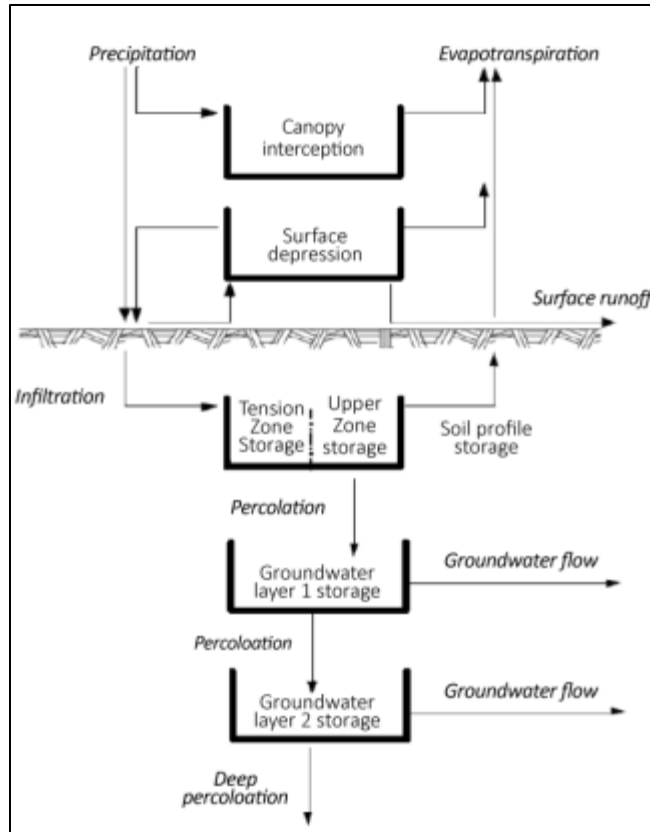 Precipitation
Evapotranspiration
Canopy
interception
Surface
depression
Surface runoff
Infiltration
Tension
Zone
Storage
Upper
Zone
storage
Soil profile
storage
Percolation
Groundwater
layer 1 storage
Groundwater flow
Percoloation
Groundwater
layer 2 storage
Groundwater flow
Deep
percoloation